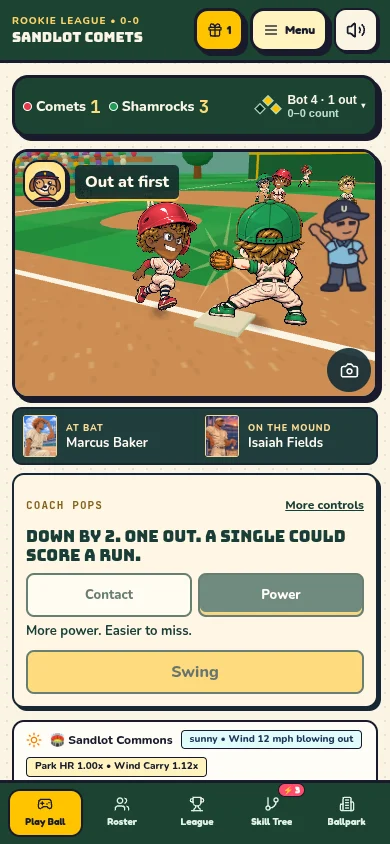 ROOKIE LEAGUE • 0-0
SANDLOT COMETS
1
Menu
Comets 1
Shamrocks 3
Bot 4 · 1 out
0–0 count
Out at first
U
AT BAT
Marcus Baker
ON THE MOUND
Isaiah Fields
COACH POPS
More controls
DOWN BY 2. ONE OUT. A SINGLE COULD
SCORE A RUN.
Contact
Power
More power. Easier to miss.
Swing
Sandlot Commons
sunny • Wind 12 mph blowing out
Park HR 1.00x • Wind Carry 1.12x
3
Play Ball
Roster
League
Skill Tree
Ballpark